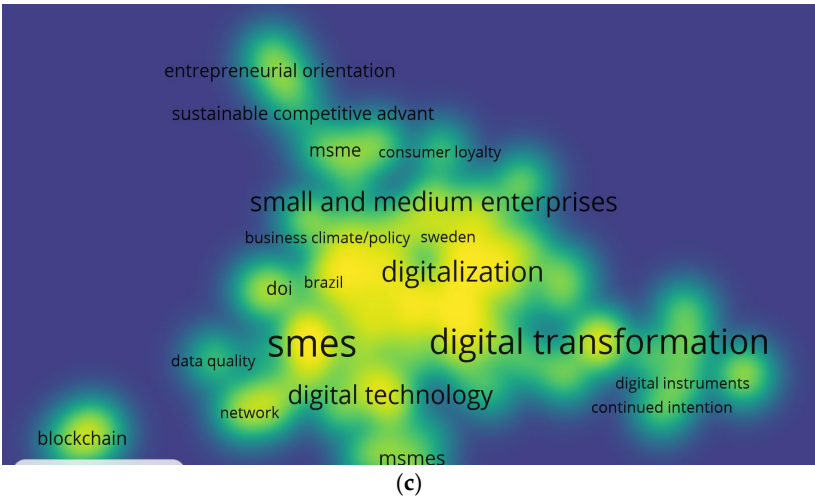 entrepreneurial orientation
sustainable competitive advant
msme
consumer loyalty
small and medium enterprises
business climate/policy
sweden
digitalization
doi
brazil
smes
digital transformation
data quality
digital instruments
digital technology
continued intention
network
blockchain
msmes
(c)